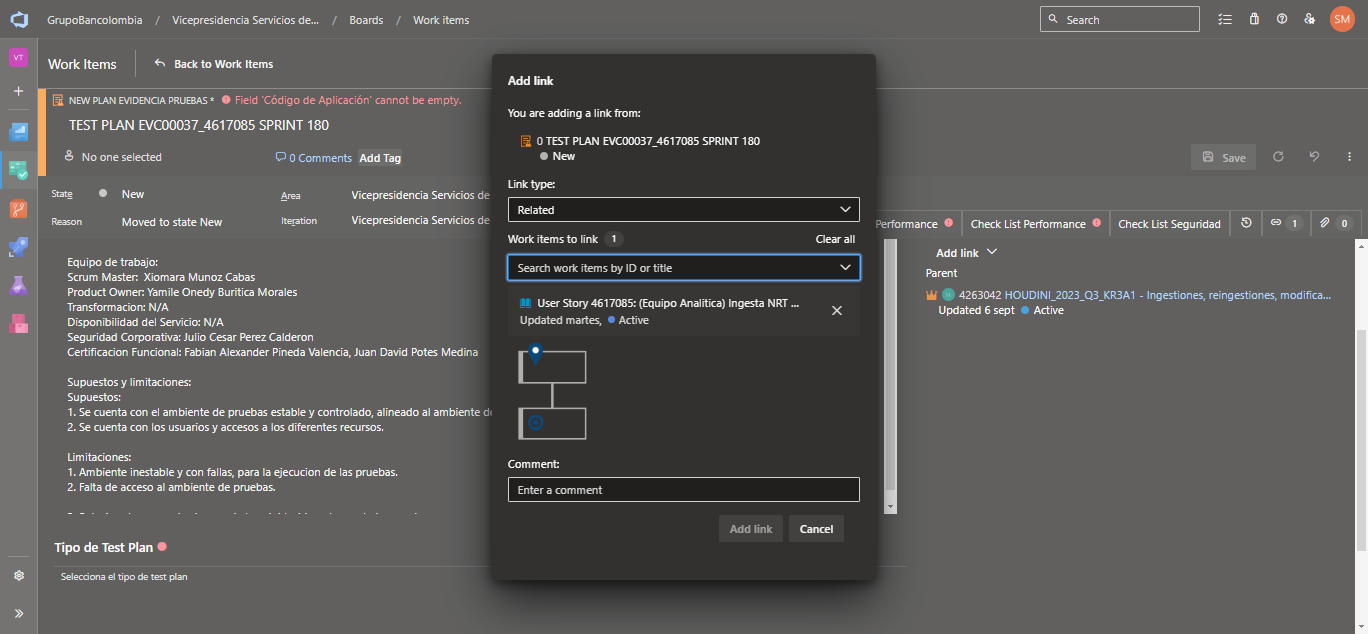 GrupoBancolombia / Vicepresidencia Servicios de... / Boards / Work items
Search
SM
VT
Work Items
Back to Work Items
NEW PLAN EVIDENCIA PRUEBAS * Field 'Código de Aplicación' cannot be empty.
TEST PLAN EVC00037_4617085 SPRINT 180
No one selected
0 Comments
Add Tag
Save
State
New
Area
Vicepresidencia Servicios de
Reason
Moved to state New
Iteration
Vicepresidencia Servicios de
Performance
Check List Performance
Check List Seguridad
1
0
Equipo de trabajo:
Scrum Master: Xiomara Munoz Cabas
Product Owner: Yamile Onedy Buritica Morales
Transformacion: N/A
Disponibilidad del Servicio: N/A
Seguridad Corporativa: Julio Cesar Perez Calderon
Certificacion Funcional: Fabian Alexander Pineda Valencia, Juan David Potes Medina
Supuestos y limitaciones:
Supuestos:
1. Se cuenta con el ambiente de pruebas estable y controlado, alineado al ambiente de
2. Se cuenta con los usuarios y accesos a los diferentes recursos.
Limitaciones:
1. Ambiente inestable y con fallas, para la ejecucion de las pruebas.
2. Falta de acceso al ambiente de pruebas.
Tipo de Test Plan
Selecciona el tipo de test plan
Add link
You are adding a link from:
0 TEST PLAN EVC00037_4617085 SPRINT 180
New
Link type:
Related
Work items to link 1
Clear all
Search work items by ID or title
User Story 4617085: (Equipo Analitica) Ingesta NRT ...
Updated martes, Active
Comment:
Enter a comment
Add link
Cancel
Add link
Parent
4263042 HOUDINI_2023_Q3_KR3A1 - Ingestiones, reingestiones, modifica...
Updated 6 sept Active